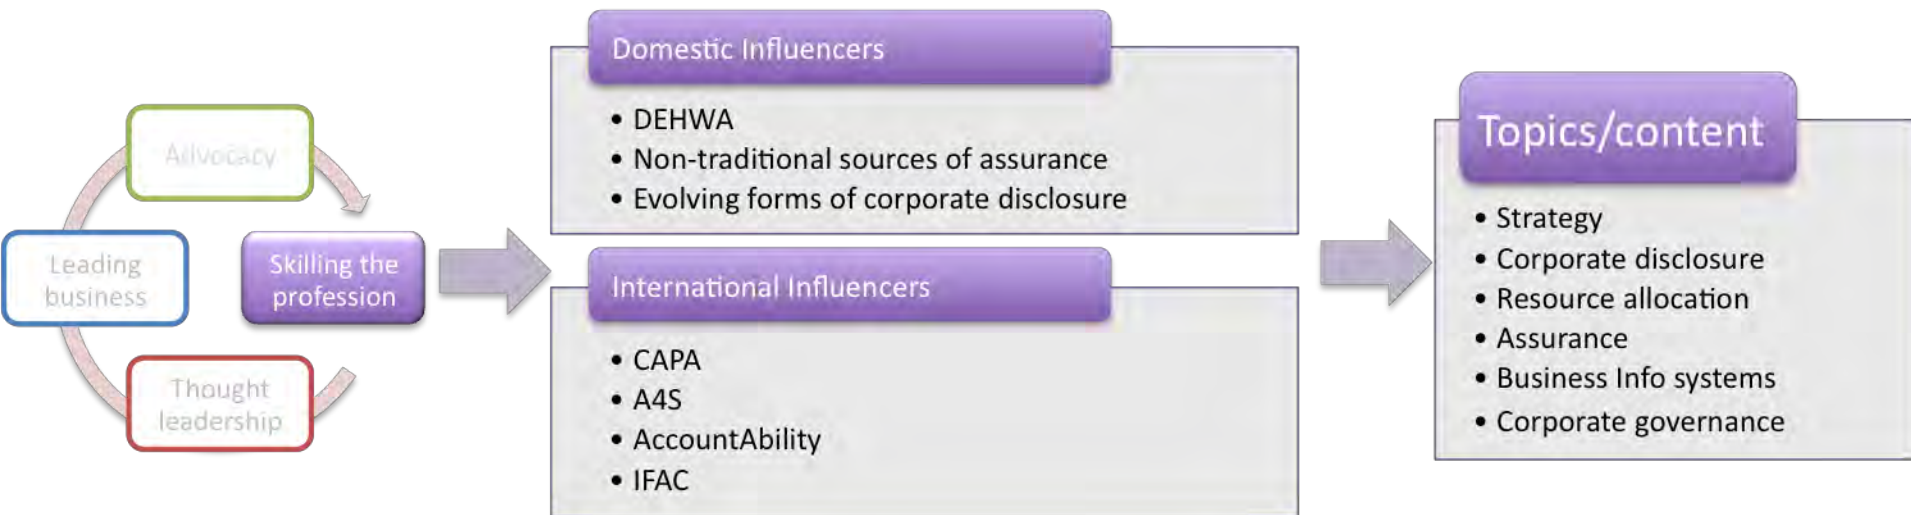 Advocacy
Leading
business
Skilling the
profession
Thought
leadership
Domestic Influencers
• DEHWA
• Non-traditional sources of assurance
• Evolving forms of corporate disclosure
International Influencers
• CAPA
• A4S
• AccountAbility
• IFAC
Topics/content
• Strategy
• Corporate disclosure
• Resource allocation
• Assurance
• Business Info systems
• Corporate governance